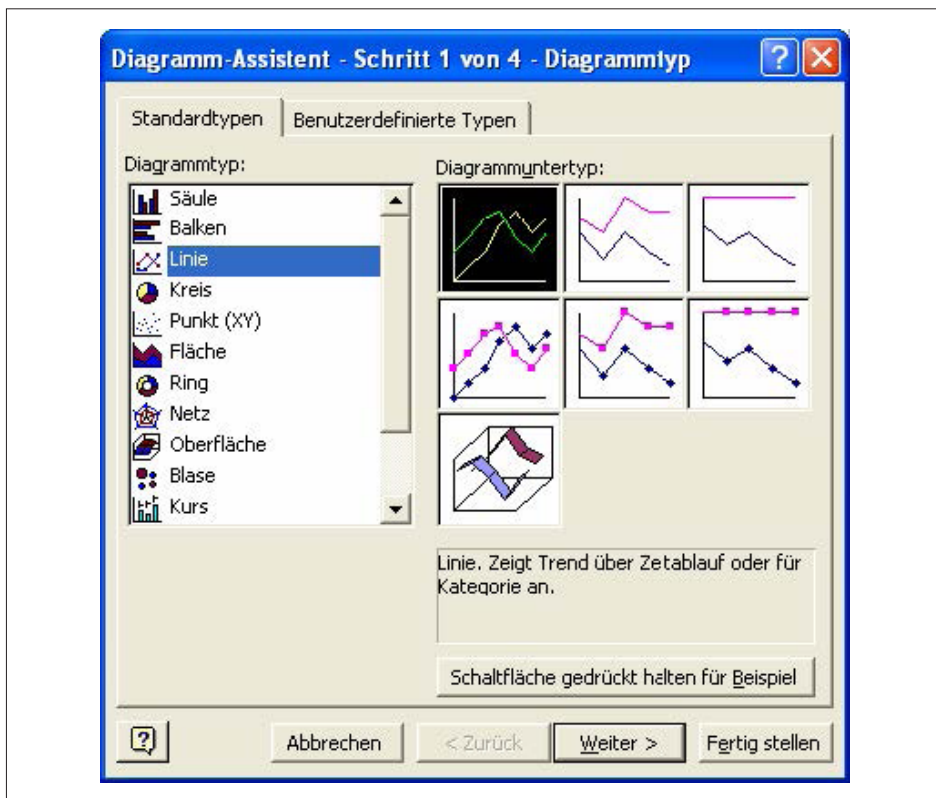 Diagramm-Assistent - Schritt 1 von 4 - Diagrammtyp
Standardtypen
Benutzerdefinierte Typen
Diagrammtyp:
Säule
Balken
Linie
Kreis
Punkt (XY)
Fläche
Ring
Netz
Oberfläche
Blase
Kurs
Diagrammuntertyp:
Linie. Zeigt Trend über Zetablauf oder für
Kategorie an.
Schaltfläche gedrückt halten für Beispiel
Abbrechen
< Zurück
Weiter >
Fertig stellen